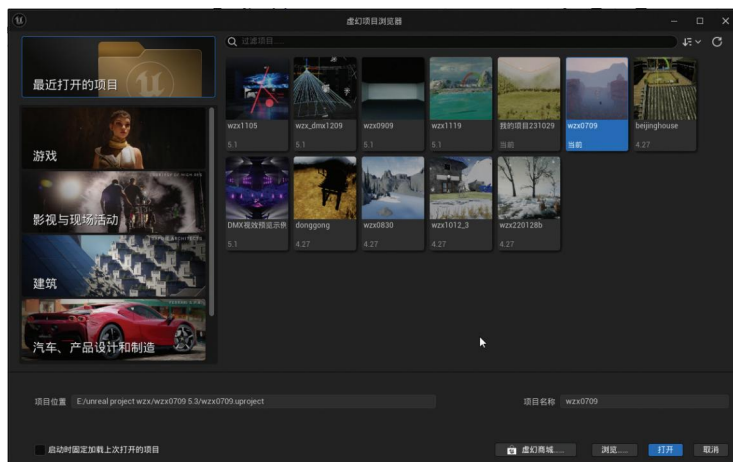 虚幻项目浏览器
最近打开的项目
过滤项目...
游戏
影视与现场活动
建筑
汽车、产品设计和制造
wzx1105
5.1
wzx_dmx1209
5.1
wzx0909
5.1
wzx1119
5.1
我的项目231029
当前
wzx0709
当前
beijinghouse
4.27
DMX视效预览示例
5.1
donggong
4.27
wzx0830
4.27
wzx1012_3
4.27
wzx220128b
4.27
项目位置 E:/unreal project wzx/wzx0709 5.3/wzx0709.uproject
项目名称 wzx0709
启动时固定加载上次打开的项目
虚幻商城......
浏览......
打开
取消